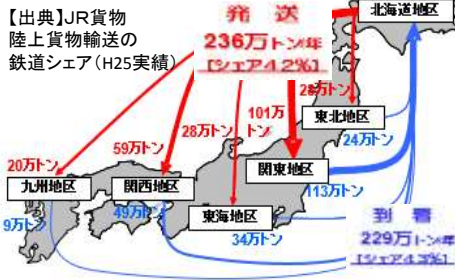 【出典】JR貨物
陸上貨物輸送の
鉄道シェア(H25実績)
発送
236万トン/年
[シェア4.2%]
北海道地区
28万トン
東北地区
24万トン
101万
トン
28万トン
59万トン
20万トン
関東地区
113万トン
九州地区
関西地区
9万トン
49万トン
東海地区
34万トン
到着
229万トン/年
[シェア4.3%]